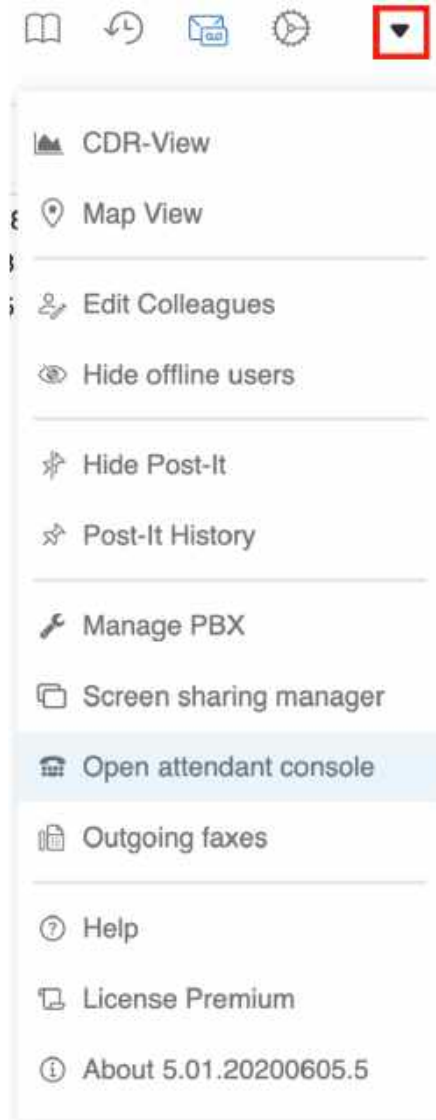 CDR-View
Map View
Edit Colleagues
Hide offline users
Hide Post-It
Post-It History
Manage PBX
Screen sharing manager
Open attendant console
Outgoing faxes
Help
License Premium
About 5.01.20200605.5